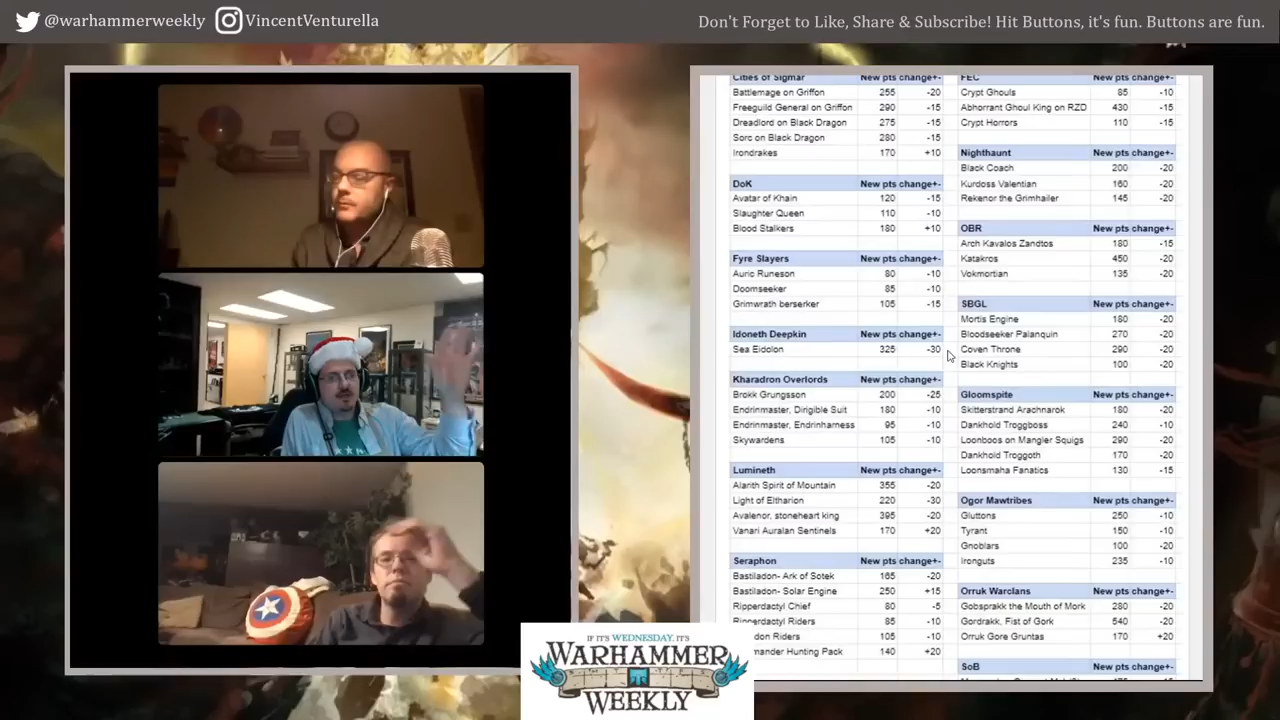 @warhammerweekly VincentVenturella
Don't Forget to Like, Share & Subscribe! Hit Buttons, it's fun. Buttons are fun.
Cities of Sigmar New pts change+-
Battlemage on Griffon 255 -20
Freeguild General on Griffon 290 -15
Dreadlord on Black Dragon 275 -15
Sorc on Black Dragon 280 -15
Irondrakes 170 +10
DoK New pts change+-
Avatar of Khain 120 -15
Slaughter Queen 110 -10
Blood Stalkers 180 +10
Fyre Slayers New pts change+-
Auric Runeson 80 -10
Doomseeker 85 -10
Grimwrath berserker 105 -15
Idoneth Deepkin New pts change+-
Sea Eidolon 325 -30
Kharadron Overlords New pts change+-
Brokk Grungsson 200 -25
Endrinmaster, Dirigible Suit 180 -10
Endrinmaster, Endrinharness 95 -10
Skywardens 105 -10
Lumineth New pts change+-
Alarith Spirit of Mountain 355 -20
Light of Eltharion 220 -30
Avalenor, stoneheart king 395 -20
Vanari Auralan Sentinels 170 +20
Seraphon New pts change+-
Bastiladon- Ark of Sotek 165 -20
Bastiladon- Solar Engine 250 +15
Ripperdactyl Chief 80 -5
Ripperdactyl Riders 85 -10
don Riders 105 -10
mander Hunting Pack 140 +20
FEC New pts change+-
Crypt Ghouls 85 -10
Abhorrant Ghoul King on RZD 430 -15
Crypt Horrors 110 -15
Nighthaunt New pts change+-
Black Coach 200 -20
Kurdoss Valentian 160 -20
Rekenor the Grimhailer 145 -20
OBR New pts change+-
Arch Kavalos Zandtos 180 -15
Katakros 450 -20
Vokmortian 135 -20
SBGL New pts change+-
Mortis Engine 180 -20
Bloodseeker Palanquin 270 -20
Coven Throne 290 -20
Black Knights 100 -20
Gloomspite New pts change+-
Skitterstrand Arachnarok 180 -20
Dankhold Troggboss 240 -10
Loonboos on Mangler Squigs 290 -20
Dankhold Troggoth 170 -20
Loonsmaha Fanatics 130 -15
Ogor Mawtribes New pts change+-
Gluttons 250 -10
Tyrant 150 -10
Gnoblars 100 -20
Ironguts 235 -10
Orruk Warclans New pts change+-
Gobsprakk the Mouth of Mork 280 -20
Gordrakk, Fist of Gork 540 -20
Orruk Gore Gruntas 170 +20
SoB New pts change+-
IF IT'S WEDNESDAY, IT'S
WARHAMMER
WEEKLY